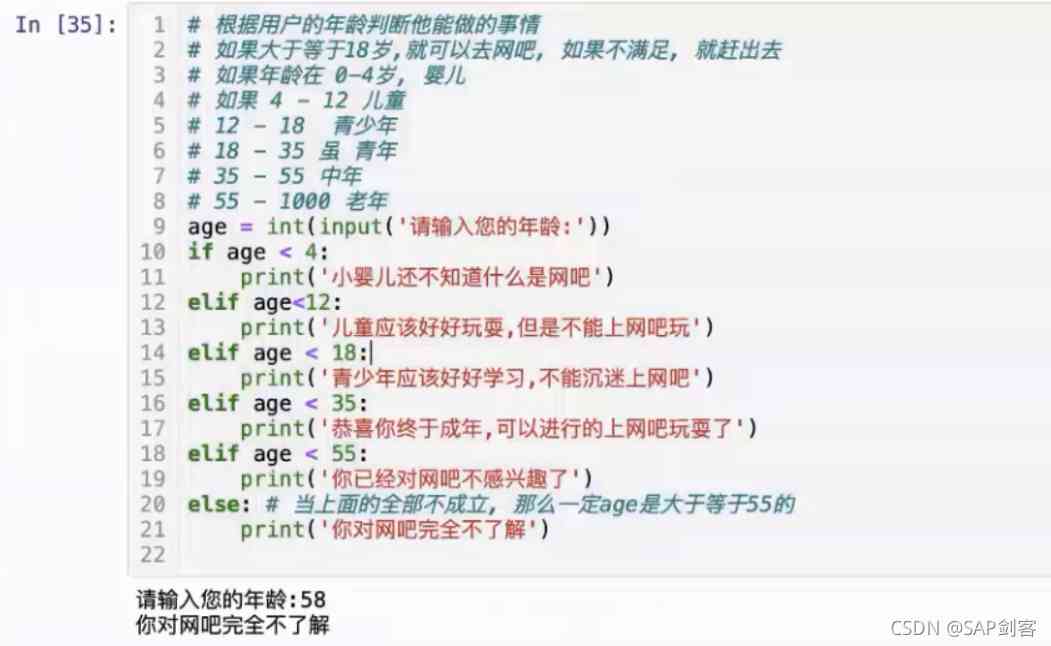 In [35]:
1 # 根据用户的年龄判断他能做的事情
2 # 如果大于等于18岁,就可以去网吧, 如果不满足, 就赶出去
3 # 如果年龄在 0-4岁, 婴儿
4 # 如果 4 - 12 儿童
5 # 12 - 18  青少年
6 # 18 - 35 虽 青年
7 # 35 - 55 中年
8 # 55 - 1000 老年
9 age = int(input('请输入您的年龄:'))
10 if age < 4:
11     print('小婴儿还不知道什么是网吧')
12 elif age<12:
13     print('儿童应该好好玩耍,但是不能上网吧玩')
14 elif age < 18:
15     print('青少年应该好好学习,不能沉迷上网吧')
16 elif age < 35:
17     print('恭喜你终于成年,可以进行的上网吧玩耍了')
18 elif age < 55:
19     print('你已经对网吧不感兴趣了')
20 else: # 当上面的全部不成立, 那么一定age是大于等于55的
21     print('你对网吧完全不了解')
22
请输入您的年龄:58
你对网吧完全不了解
CSDN @SAP剑客